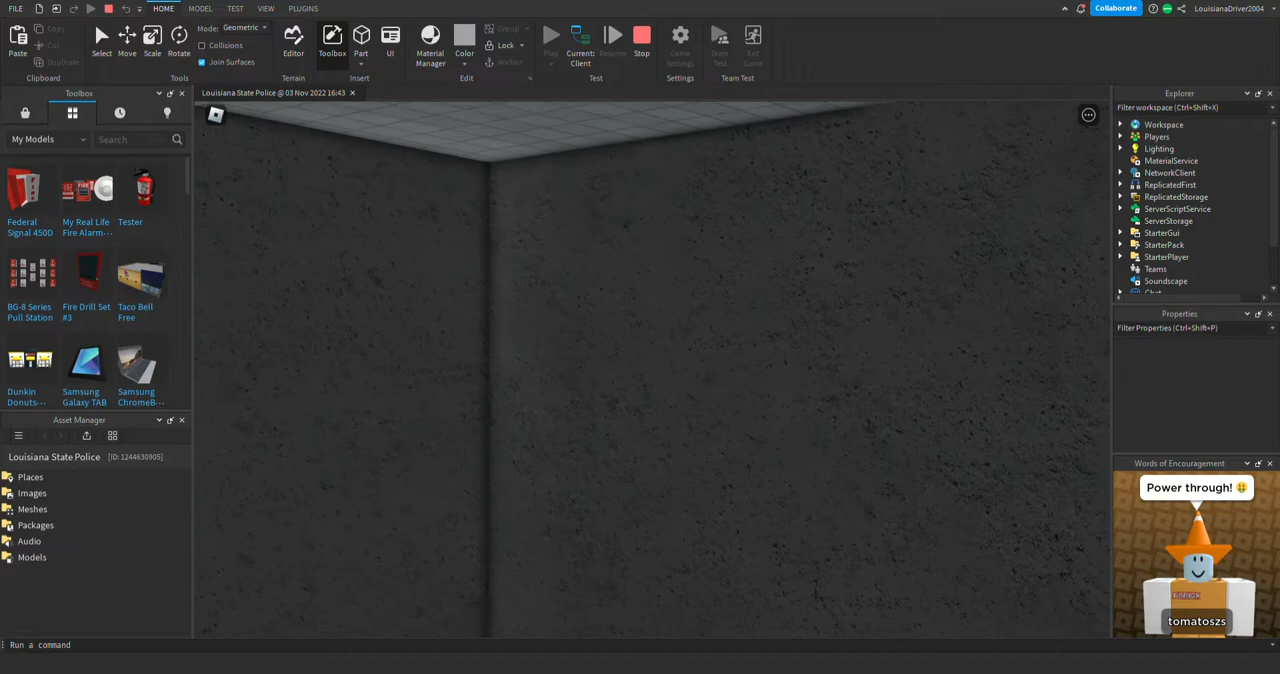 FILE
HOME
MODEL
TEST
VIEW
PLUGINS
Collaborate
LouisianaDriver2004
Paste
Copy
Cut
Duplicate
Clipboard
Select
Move
Scale
Rotate
Mode: Geometric
Collisions
Join Surfaces
Tools
Editor
Terrain
Toolbox
Part
UI
Insert
Material
Manager
Color
Group
Lock
Anchor
Edit
Play
Current:
Client
Resume
Stop
Test
Game
Settings
Settings
Team
Test
Exit
Game
Team Test
Toolbox
My Models
Search
Federal
Signal 450D
My Real Life
Fire Alarm...
Tester
BG-8 Series
Pull Station
Fire Drill Set
#3
Taco Bell
Free
Dunkin
Donuts...
Samsung
Galaxy TAB
Samsung
ChromeB...
Asset Manager
Louisiana State Police [ID: 1244630905]
Places
Images
Meshes
Packages
Audio
Models
Louisiana State Police @ 03 Nov 2022 16:43
Explorer
Filter workspace (Ctrl+Shift+X)
Workspace
Players
Lighting
MaterialService
NetworkClient
ReplicatedFirst
ReplicatedStorage
ServerScriptService
ServerStorage
StarterGui
StarterPack
StarterPlayer
Teams
Soundscape
Chat
Properties
Filter Properties (Ctrl+Shift+P)
Words of Encouragement
Power through! 🤑
tomatoszs
Run a command